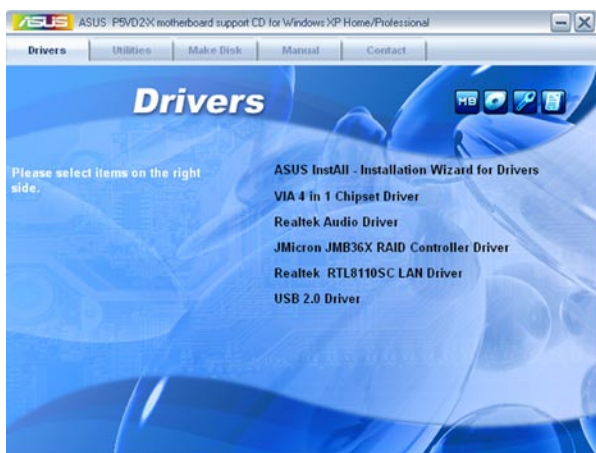 ASUS ASUS P5VD2-X motherboard support CD for Windows XP Home/Professional
Drivers Utilities Make Disk Manual Contact
Drivers
MB
Please select items on the right
side.
ASUS InstAll - Installation Wizard for Drivers
VIA 4 in 1 Chipset Driver
Realtek Audio Driver
JMicron JMB36X RAID Controller Driver
Realtek RTL8110SC LAN Driver
USB 2.0 Driver